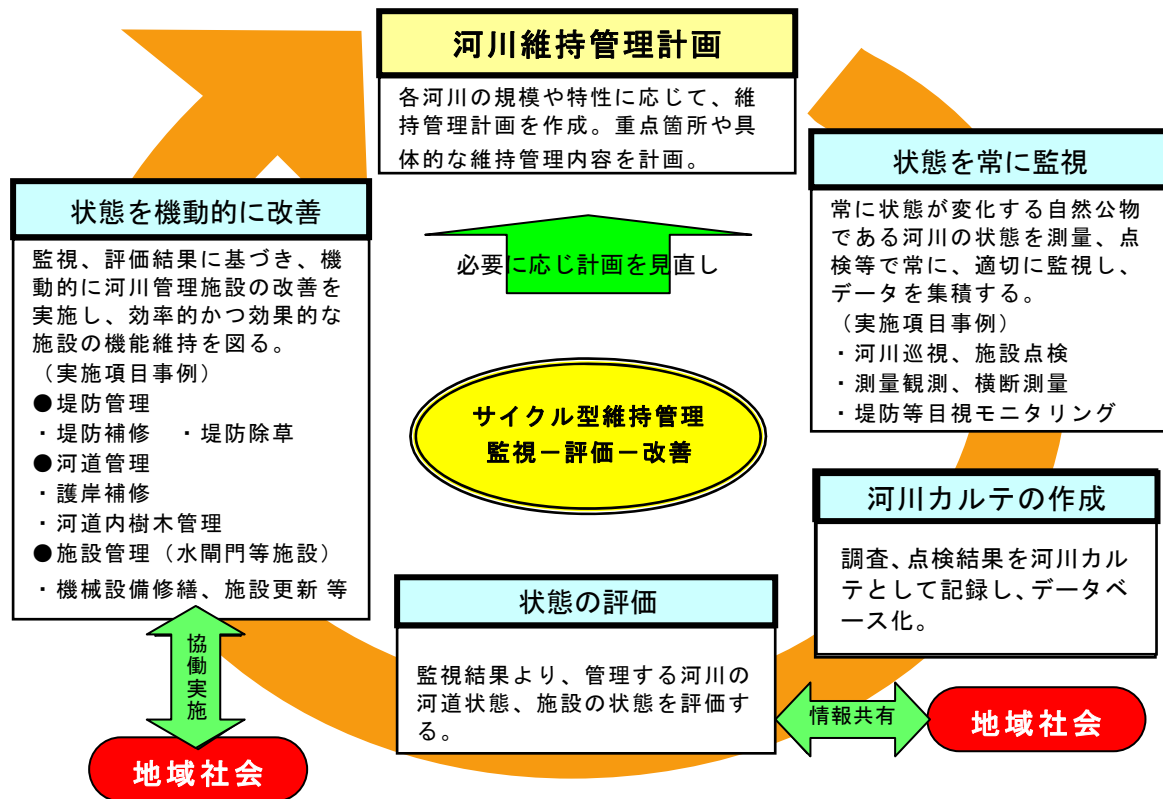 河川維持管理計画
各河川の規模や特性に応じて、維
持管理計画を作成。重点箇所や具
体的な維持管理内容を計画。
状態を常に監視
常に状態が変化する自然公物
である河川の状態を測量、点
検等で常に、適切に監視し、
データを集積する。
（実施項目事例）
・河川巡視、施設点検
・測量観測、横断測量
・堤防等目視モニタリング
河川カルテの作成
調査、点検結果を河川カル
テとして記録し、データベ
ース化。
状態の評価
監視結果より、管理する河川の
河道状態、施設の状態を評価す
る。
情報共有
地域社会
状態を機動的に改善
監視、評価結果に基づき、機
動的に河川管理施設の改善を
実施し、効率的かつ効果的な
施設の機能維持を図る。
（実施項目事例）
●堤防管理
・堤防補修　・堤防除草
●河道管理
・護岸補修
・河道内樹木管理
●施設管理（水閘門等施設）
・機械設備修繕、施設更新 等
協働実施
地域社会
必要に応じ計画を見直し
サイクル型維持管理
監視－評価－改善